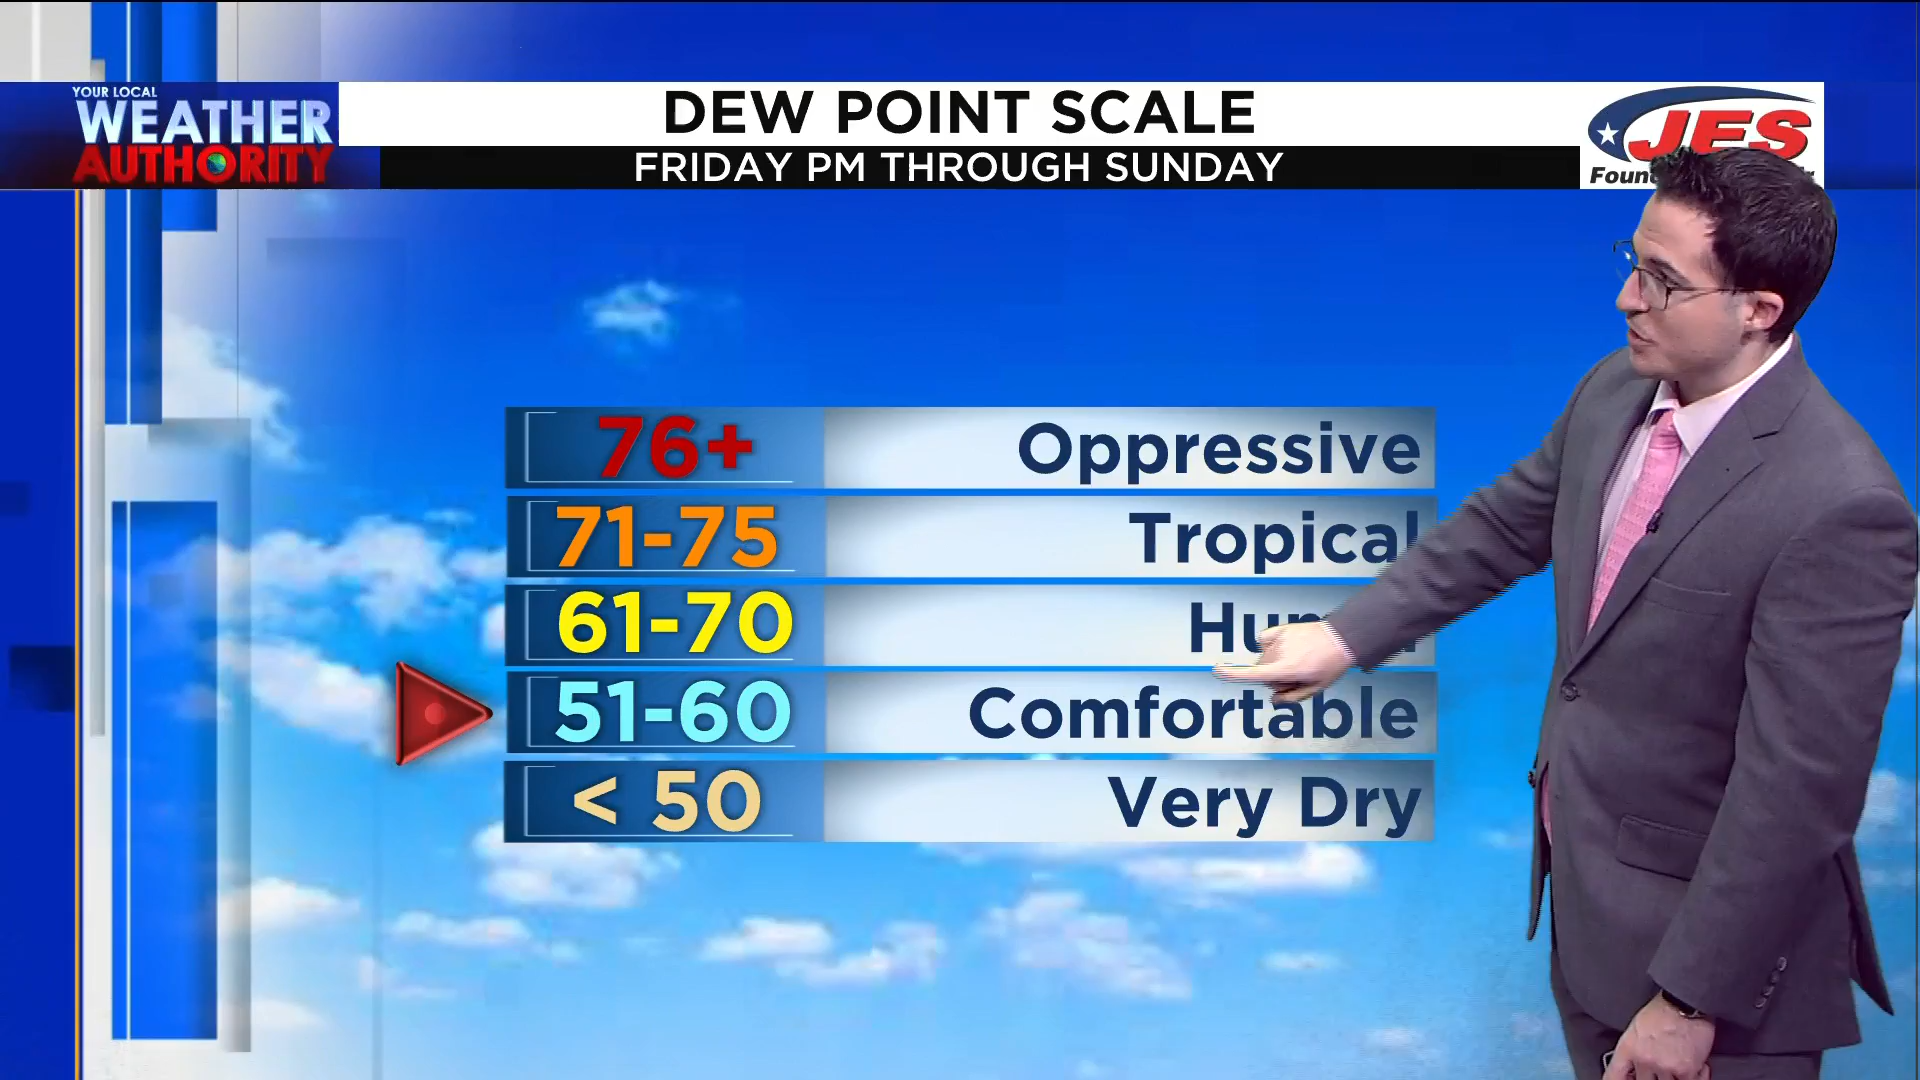 YOUR LOCAL
WEATHER
AUTHORITY
DEW POINT SCALE
FRIDAY PM THROUGH SUNDAY
JES
76+ Oppressive
71-75 Tropical
61-70
51-60 Comfortable
< 50 Very Dry